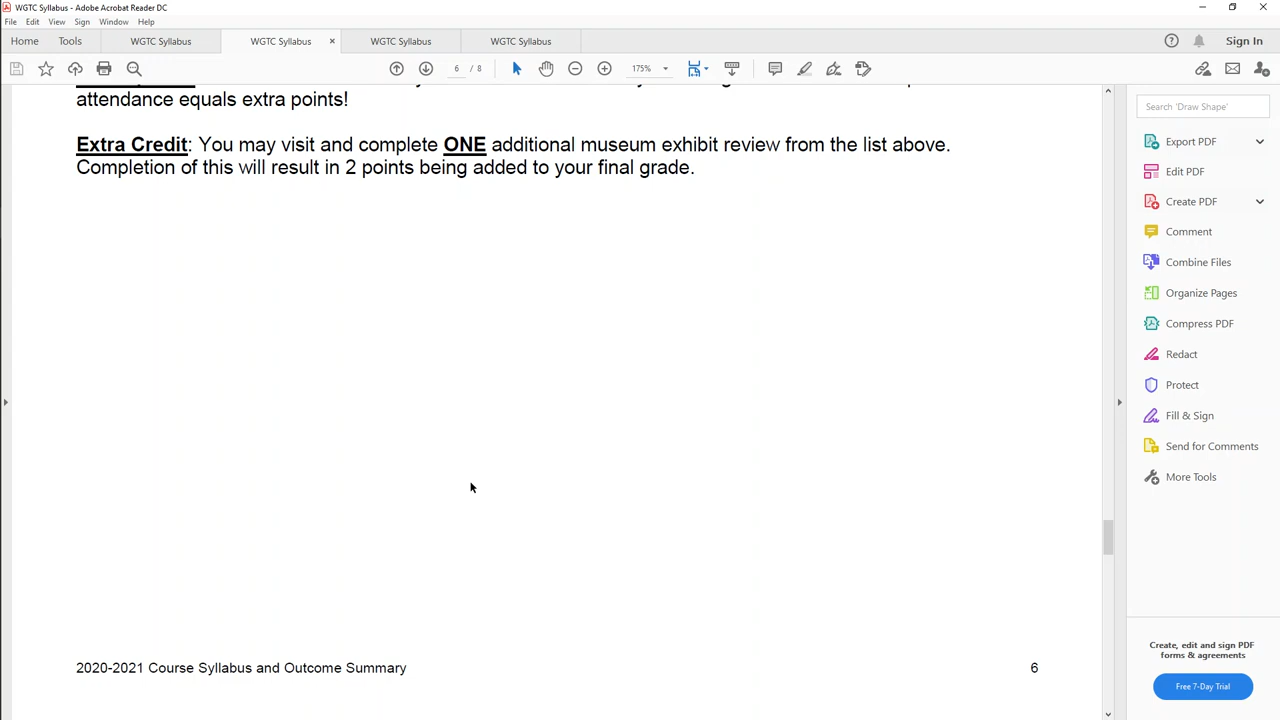 WGTC Syllabus - Adobe Acrobat Reader DC
File Edit View Sign Window Help
Home Tools WGTC Syllabus WGTC Syllabus × WGTC Syllabus WGTC Syllabus Sign In
6 / 8 175%
attendance equals extra points!
Extra Credit: You may visit and complete ONE additional museum exhibit review from the list above.
Completion of this will result in 2 points being added to your final grade.
2020-2021 Course Syllabus and Outcome Summary 6
Search 'Draw Shape'
Export PDF
Edit PDF
Create PDF
Comment
Combine Files
Organize Pages
Compress PDF
Redact
Protect
Fill & Sign
Send for Comments
More Tools
Create, edit and sign PDF
forms & agreements
Free 7-Day Trial